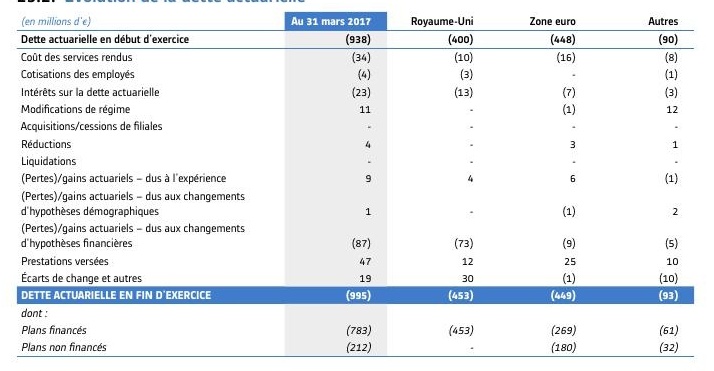 (en millions d'€) Au 31 mars 2017 Royaume-Uni Zone euro Autres
Dette actuarielle en début d'exercice (938) (400) (448) (90)
Coût des services rendus (34) (10) (16) (8)
Cotisations des employés (4) (3) - (1)
Intérêts sur la dette actuarielle (23) (13) (7) (3)
Modifications de régime 11 - (1) 12
Acquisitions/cessions de filiales - - - -
Réductions 4 - 3 1
Liquidations - - - -
(Pertes)/gains actuariels – dus à l'expérience 9 4 6 (1)
(Pertes)/gains actuariels – dus aux changements
d'hypothèses démographiques 1 - (1) 2
(Pertes)/gains actuariels – dus aux changements
d'hypothèses financières (87) (73) (9) (5)
Prestations versées 47 12 25 10
Écarts de change et autres 19 30 (1) (10)
DETTE ACTUARIELLE EN FIN D'EXERCICE (995) (453) (449) (93)
dont :
Plans financés (783) (453) (269) (61)
Plans non financés (212) - (180) (32)